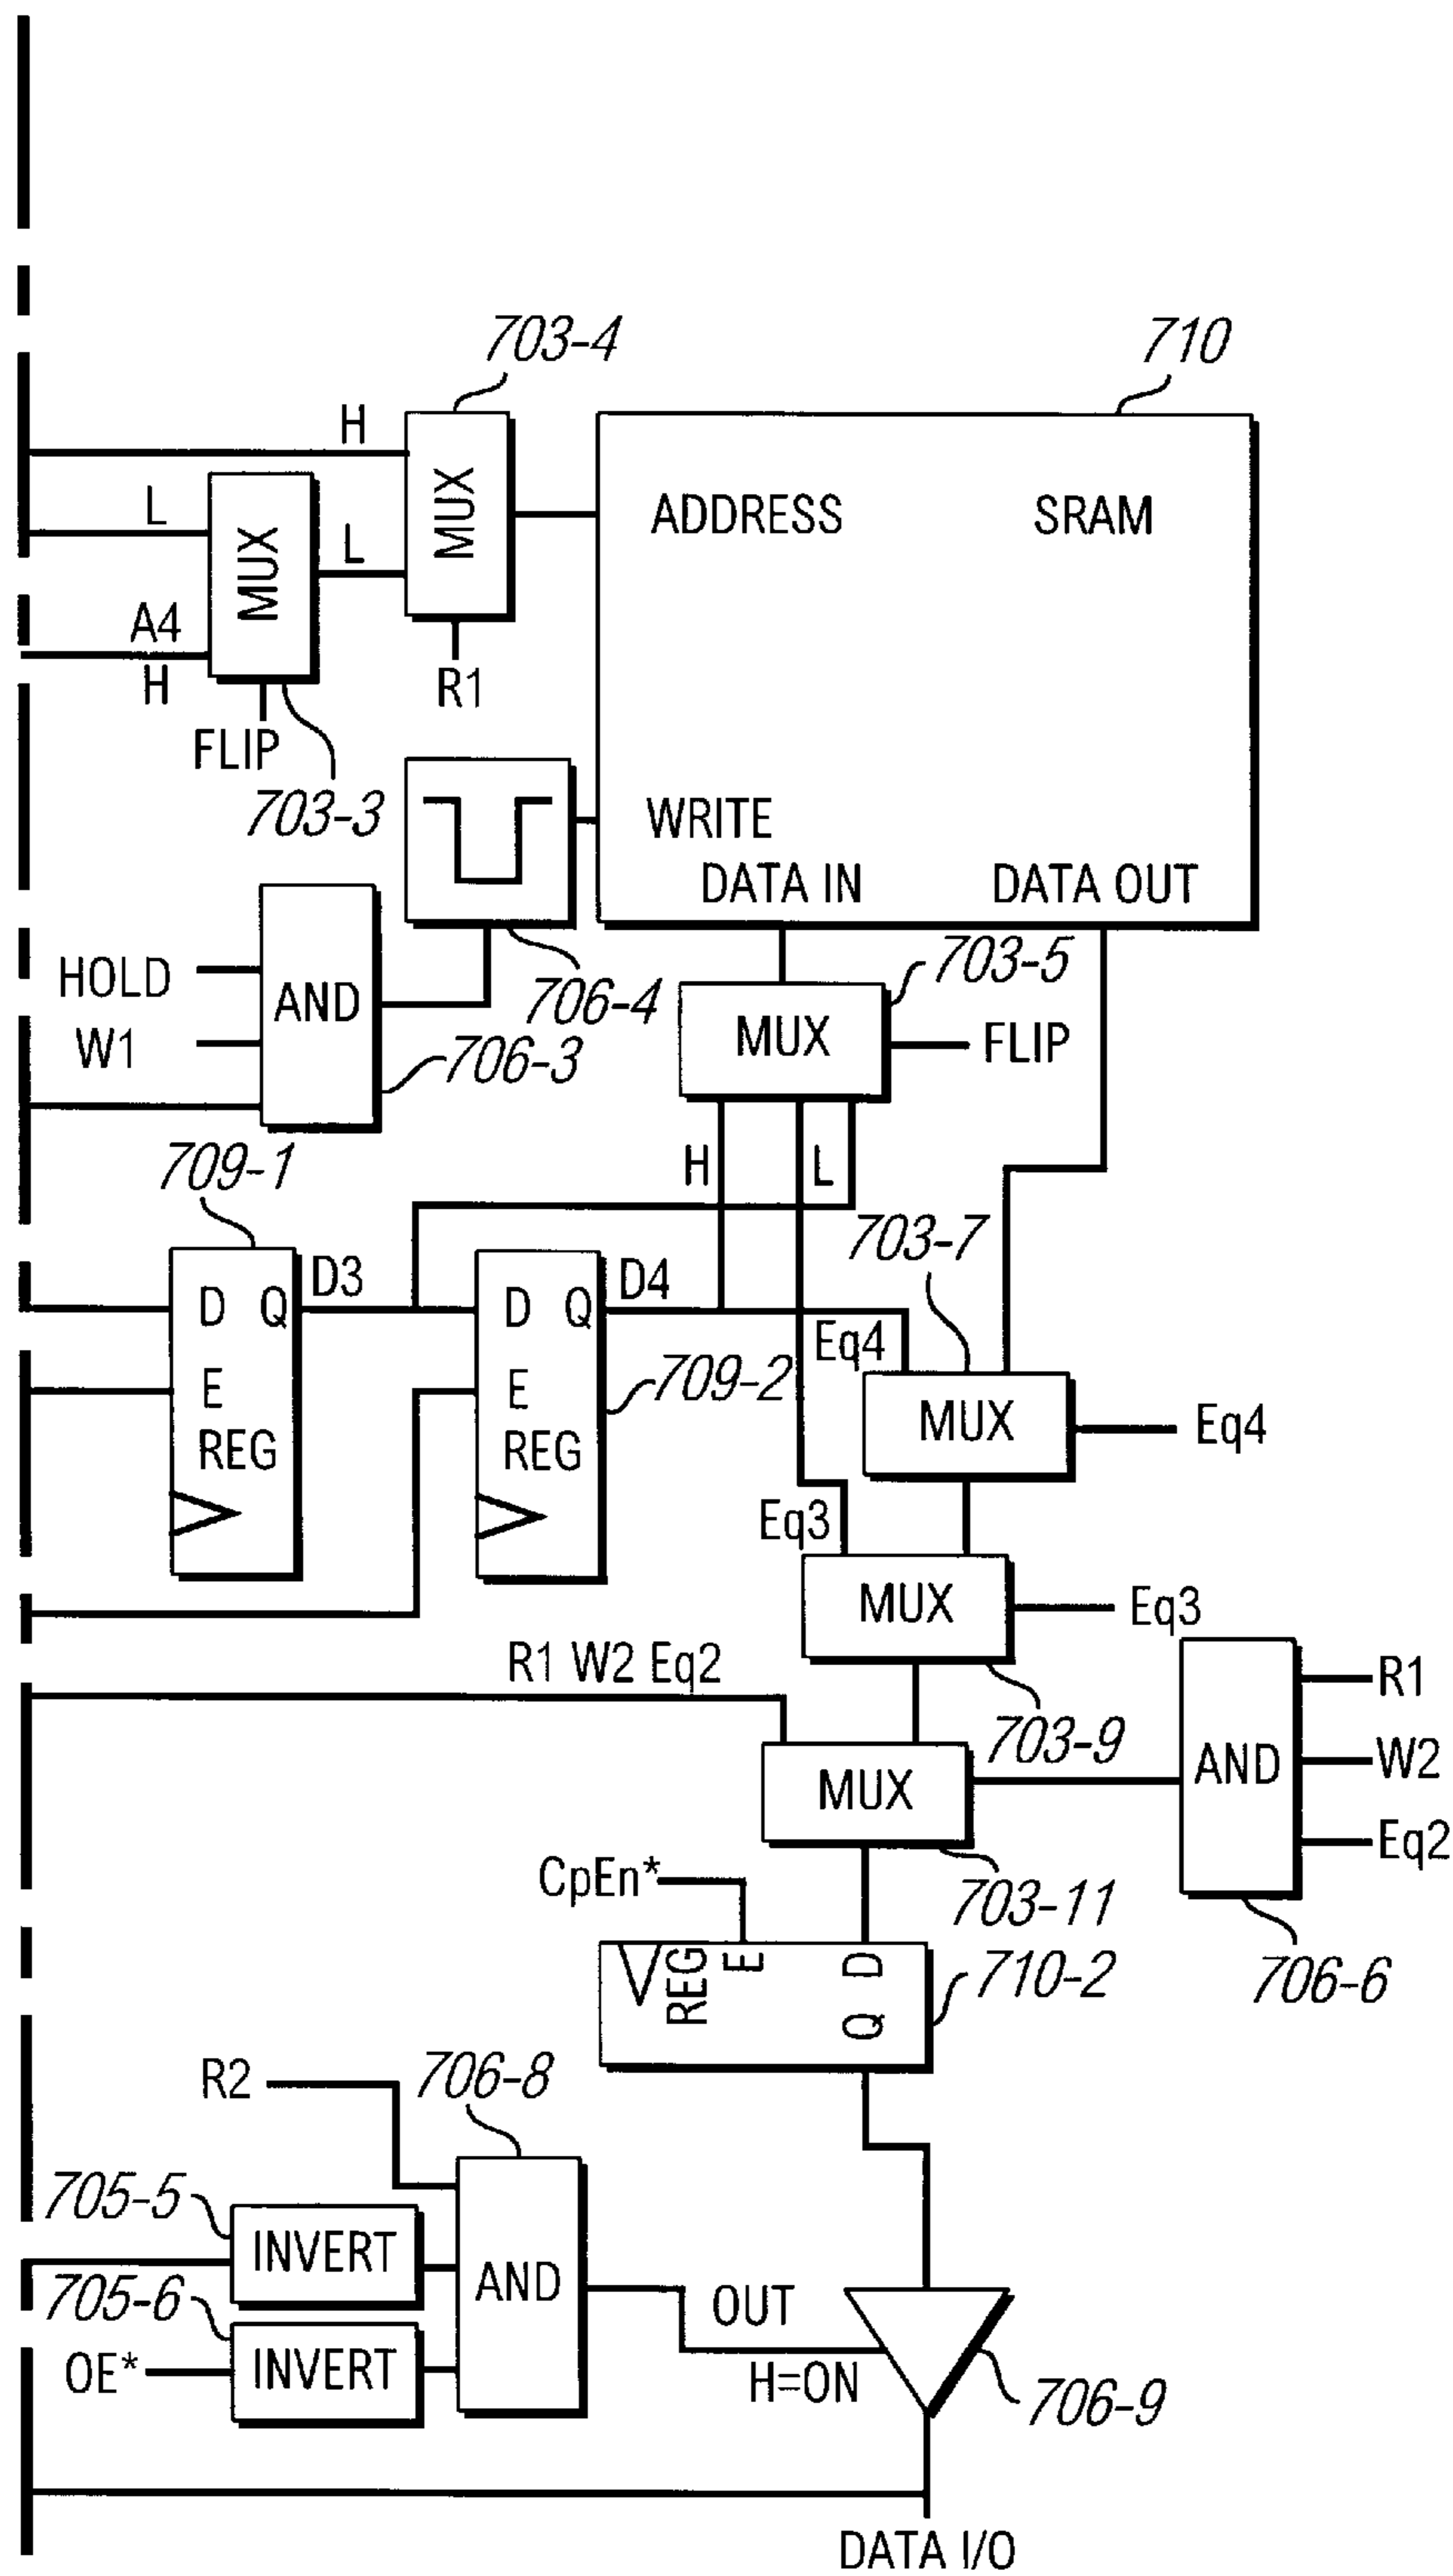 703-4
710
H
MUX
ADDRESS
SRAM
L
MUX
L
A4
H
R1
FLIP
703-3
WRITE
DATA IN
DATA OUT
HOLD
W1
AND
706-4
706-3
703-5
MUX
FLIP
709-1
H
L
703-7
D Q
D3
E
REG
D Q
D4
E
REG
709-2
Eq4
MUX
Eq4
Eq3
MUX
Eq3
R1 W2 Eq2
703-9
MUX
AND
R1
W2
Eq2
CpEn*
703-11
706-6
REG
E
D
Q
710-2
R2
706-8
705-5
INVERT
AND
705-6
OE*
INVERT
OUT
H=ON
706-9
DATA I/O